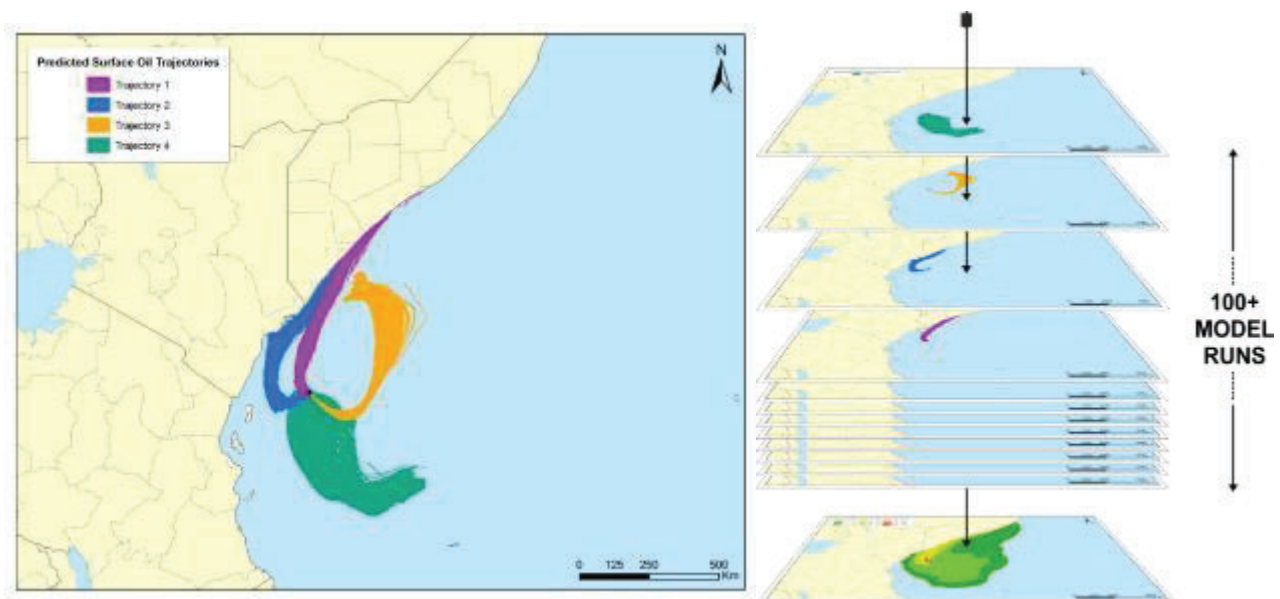 Predicted Surface Oil Trajectories
Trajectory 1
Trajectory 2
Trajectory 3
Trajectory 4
N
0 125 250 500
Km
100+
MODEL
RUNS